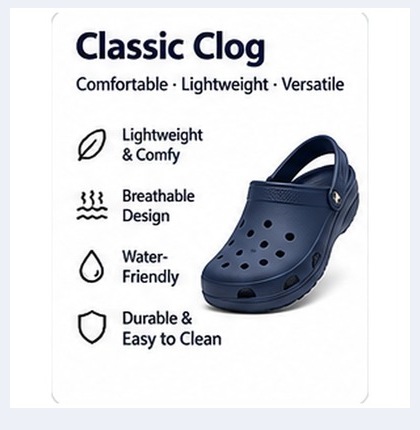 Classic Clog
Comfortable · Lightweight · Versatile
Lightweight
& Comfy
Breathable
Design
Water-
Friendly
Durable &
Easy to Clean